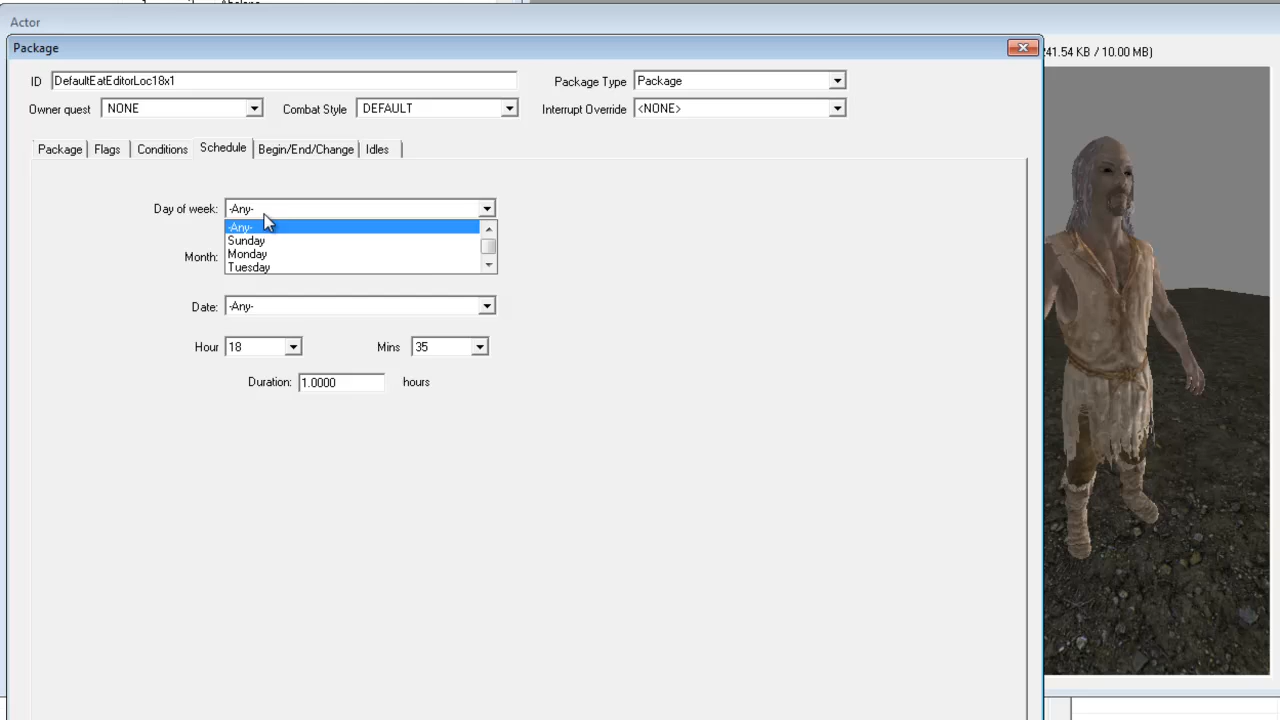 Actor
Package
41.54 KB / 10.00 MB)
ID DefaultEatEditorLoc18x1 Package Type Package
Owner quest NONE Combat Style DEFAULT Interrupt Override <NONE>
Package Flags Conditions Schedule Begin/End/Change Idles
Day of week: -Any-
-Any-
Sunday
Monday
Tuesday
Month:
Date: -Any-
Hour 18 Mins 35
Duration: 1.0000 hours